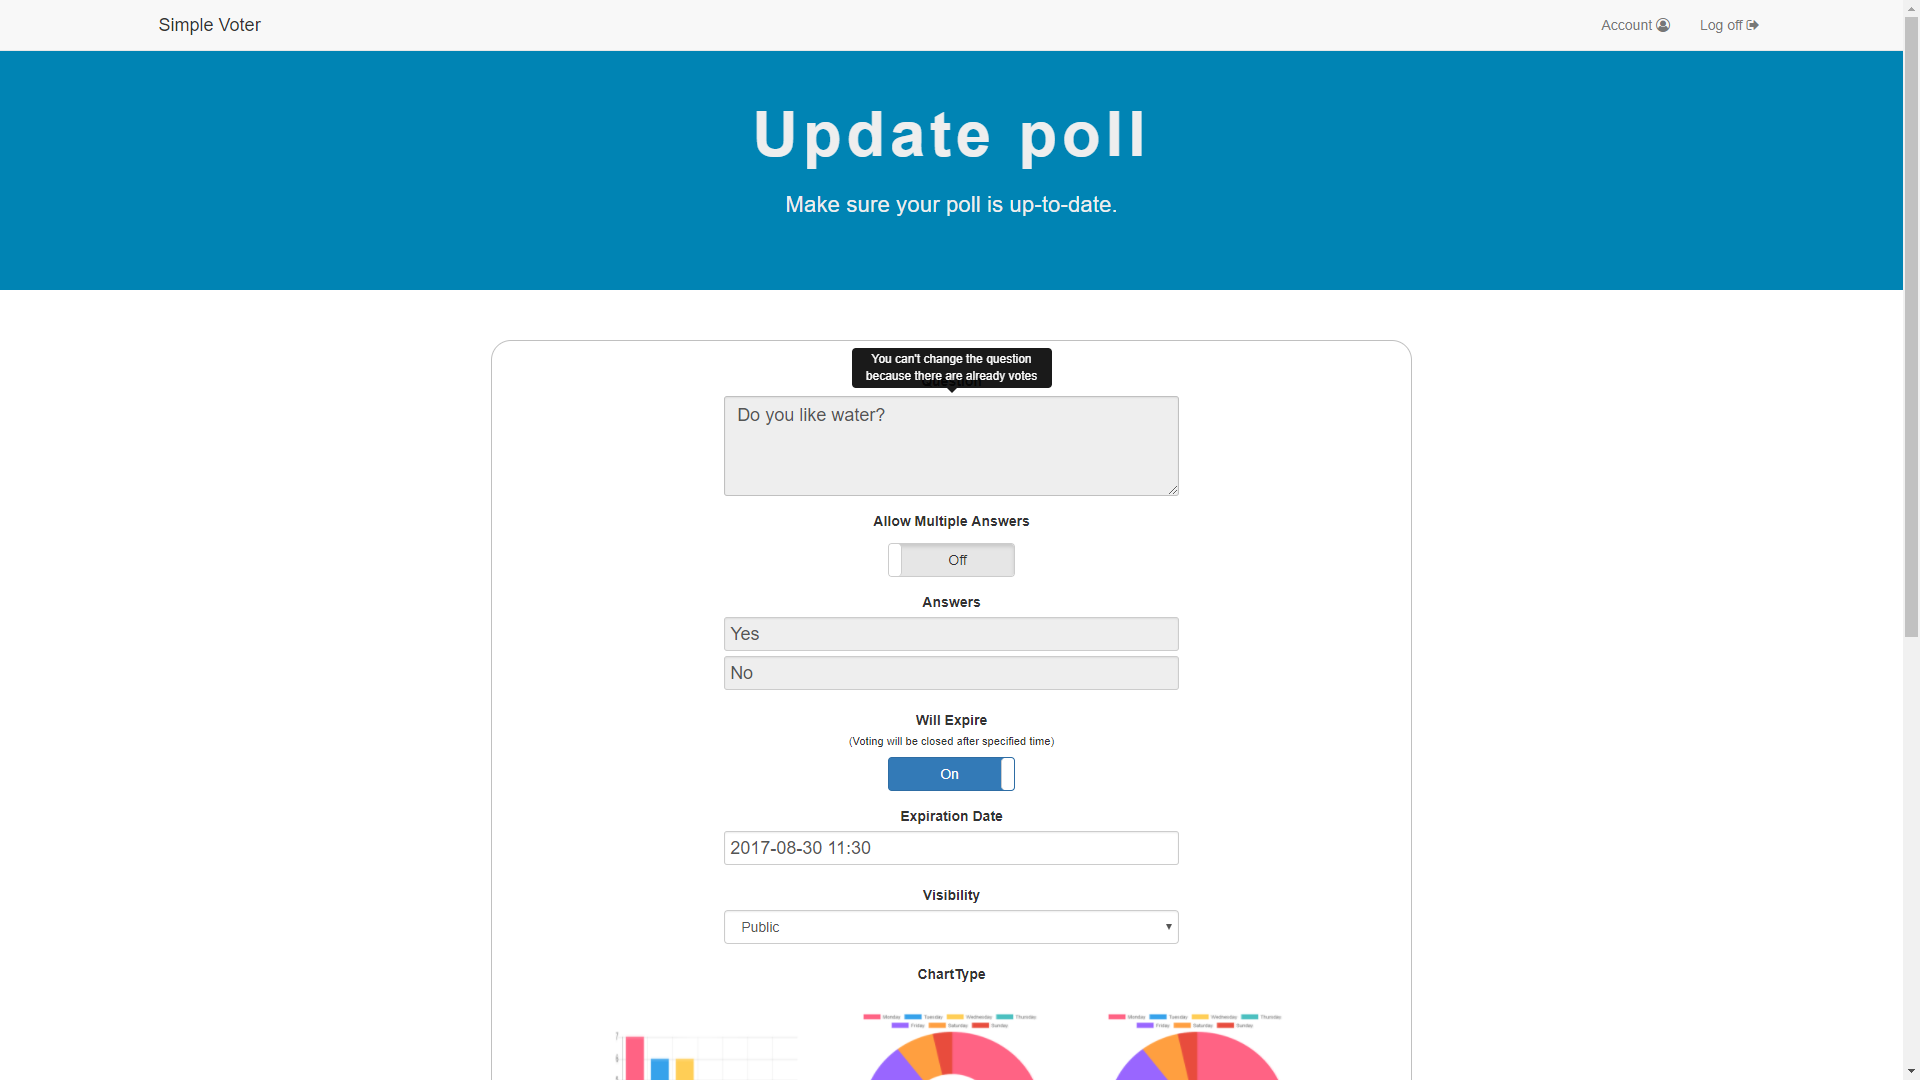 Simple Voter
Account
Log off
Update poll
Make sure your poll is up-to-date.
You can't change the question
because there are already votes
Do you like water?
Allow Multiple Answers
Off
Answers
Yes
No
Will Expire
(Voting will be closed after specified time)
On
Expiration Date
2017-08-30 11:30
Visibility
Public
ChartType
Monday Tuesday Wednesday Thursday
Friday Saturday Sunday
Monday Tuesday Wednesday Thursday
Friday Saturday Sunday
7
6